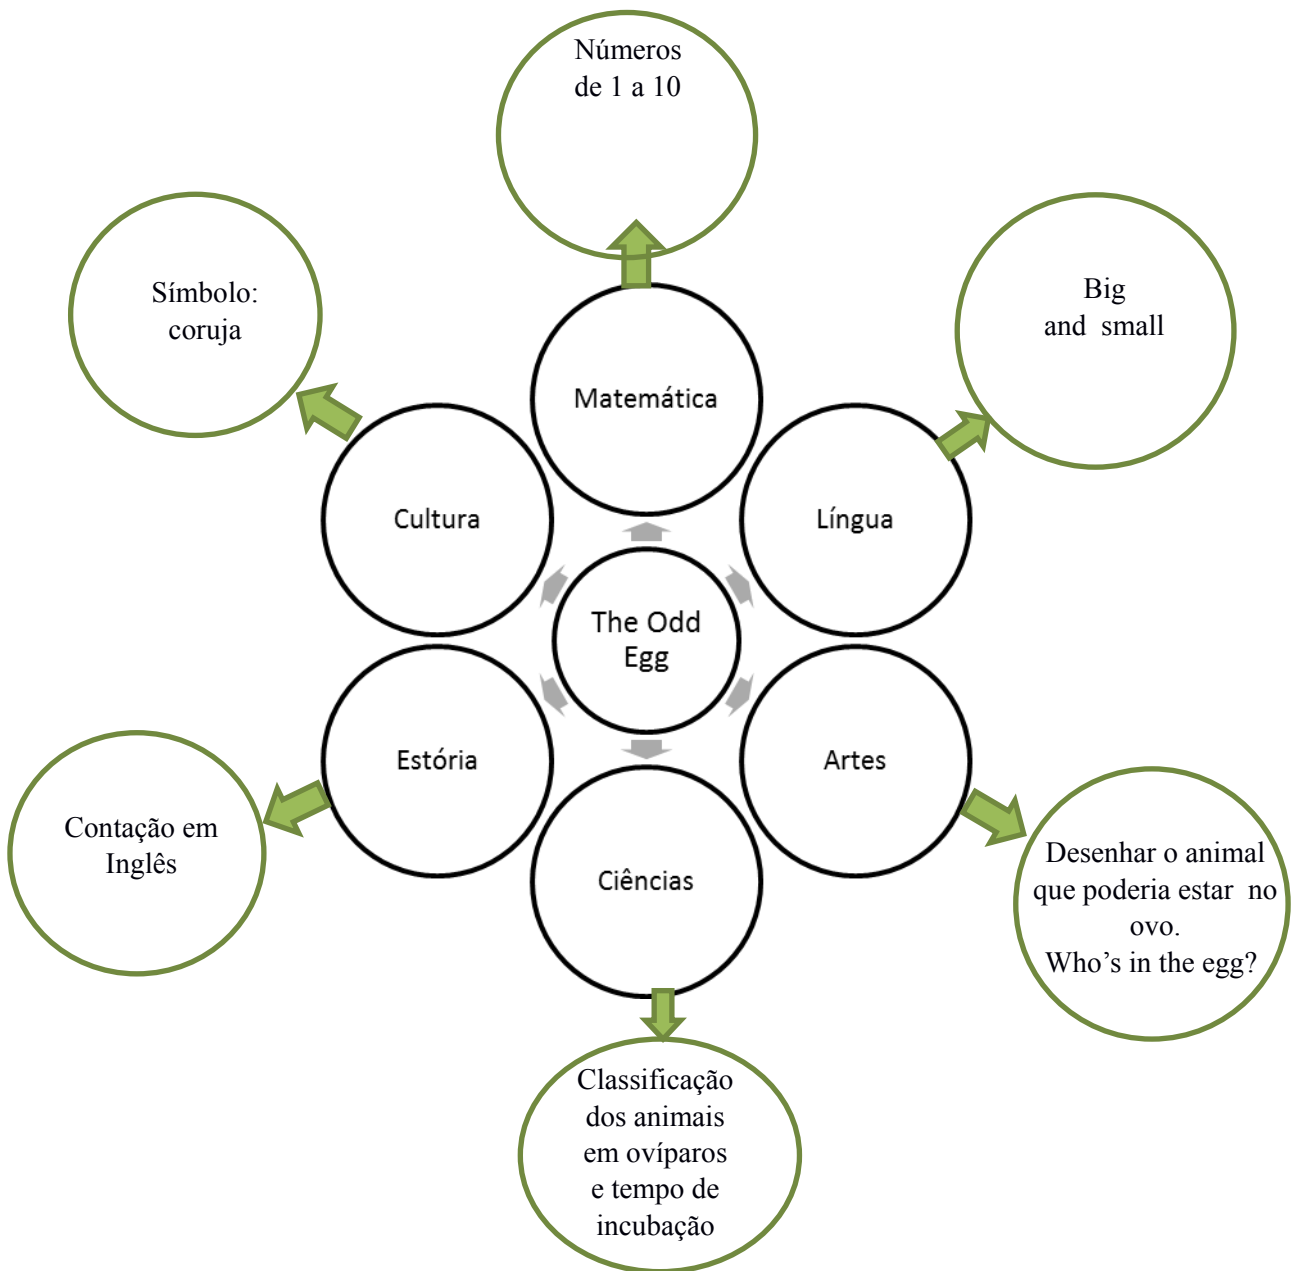 Números
de 1 a 10
Símbolo:
coruja
Big
and small
Matemática
Cultura
Língua
The Odd
Egg
Estória
Artes
Contação em
Inglês
Ciências
Desenhar o animal
que poderia estar no
ovo.
Who’s in the egg?
Classificação
dos animais
em ovíparos
e tempo de
incubação